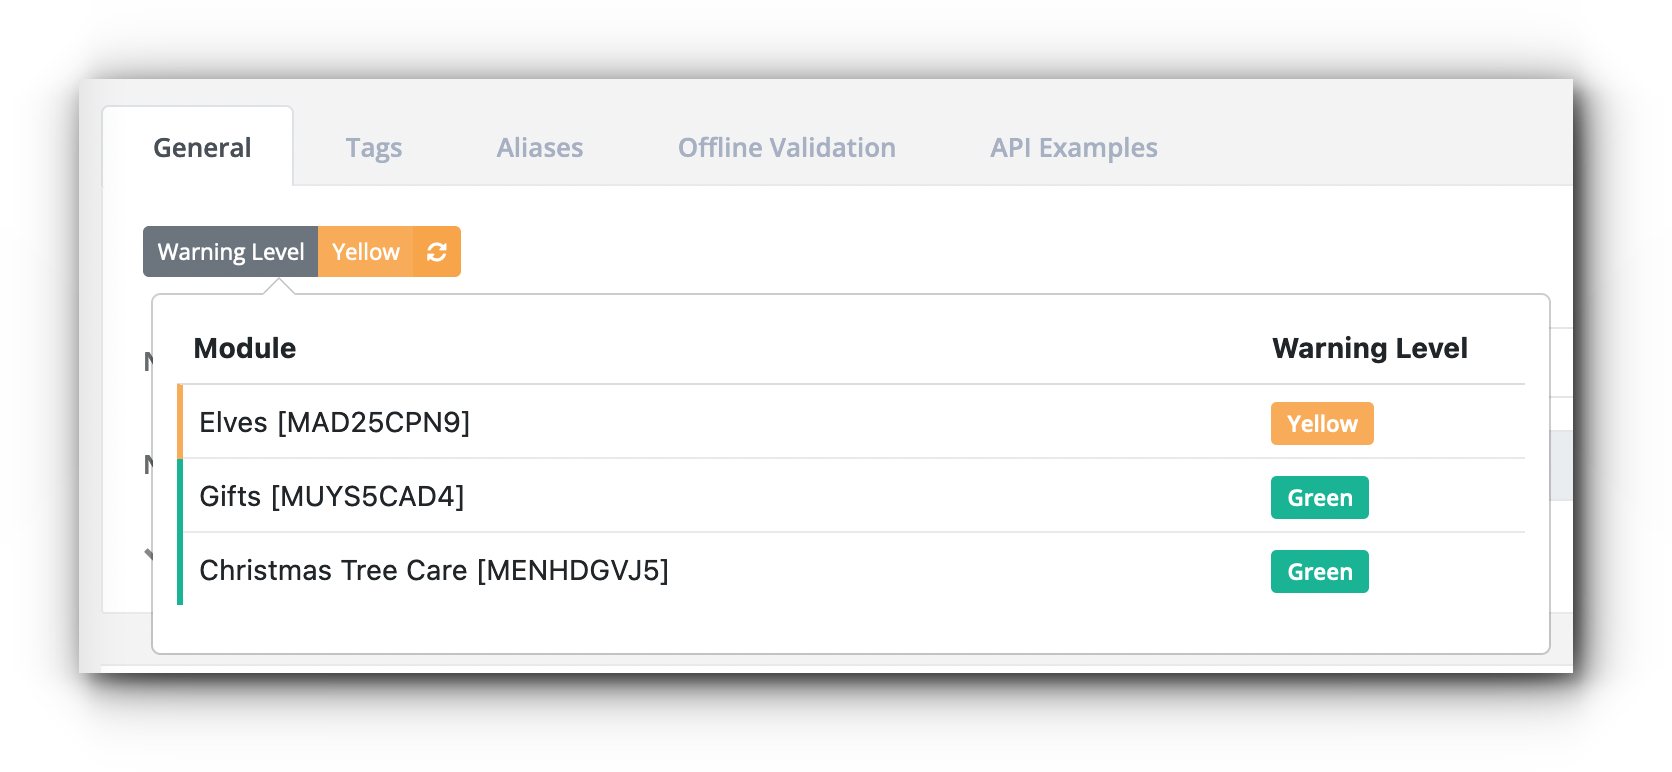 General Tags Aliases Offline Validation API Examples
Warning Level Yellow
Module Warning Level
Elves [MAD25CPN9] Yellow
Gifts [MUYS5CAD4] Green
Christmas Tree Care [MENHDGVJ5] Green